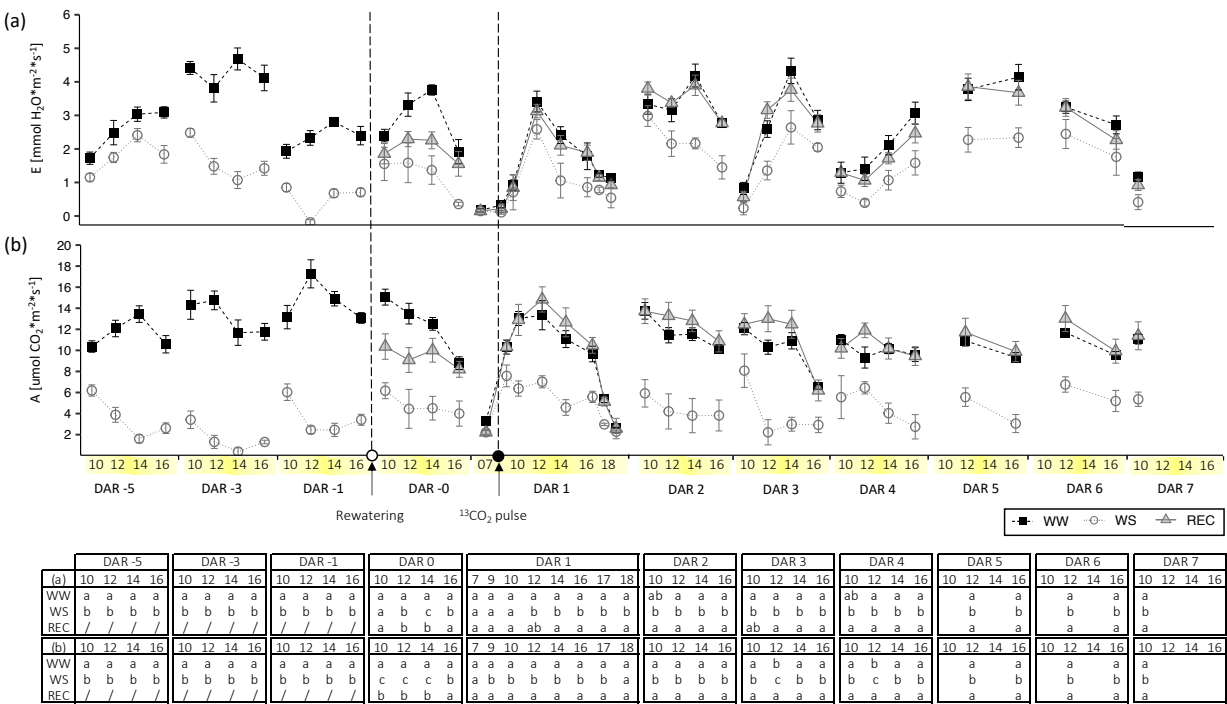 (a)
E [mmol H₂O*m⁻²*s⁻¹]
6
5
4
3
2
1
0
(b)
A [umol CO₂*m⁻²*s⁻¹]
20
18
16
14
12
10
8
6
4
2
10 12 14 16 10 12 14 16 10 12 14 16 10 12 14 16 07 10 12 14 16 18 10 12 14 16 10 12 14 16 10 12 14 16 10 12 14 16 10 12 14 16 10 12 14 16
DAR -5 DAR -3 DAR -1 DAR -0 DAR 1 DAR 2 DAR 3 DAR 4 DAR 5 DAR 6 DAR 7
Rewatering ¹³CO₂ pulse
WW WS REC
DAR -5 DAR -3 DAR -1 DAR 0 DAR 1 DAR 2 DAR 3 DAR 4 DAR 5 DAR 6 DAR 7
(a) 10 12 14 16 10 12 14 16 10 12 14 16 10 12 14 16 7 9 10 12 14 16 17 18 10 12 14 16 10 12 14 16 10 12 14 16 10 12 14 16 10 12 14 16 10 12 14 16
WW a a a a a a a a a a a a a a a a a a a a a a a a ab a a a a a a a ab a a a a a a a a
WS b b b b b b b b b b b b a b c b a a a b b b b b b b b b b b b b b b b b b b b b b
REC / / / / / / / / / / / / a b b a a a a ab a a a a a a a a ab a a a a a a a a a a a a
(b) 10 12 14 16 10 12 14 16 10 12 14 16 10 12 14 16 7 9 10 12 14 16 17 18 10 12 14 16 10 12 14 16 10 12 14 16 10 12 14 16 10 12 14 16 10 12 14 16
WW a a a a a a a a a a a a a a a a a a a a a a a a a a a a a b a a a b a a a a a a a
WS b b b b b b b b b b b b c c c b a b b b b b b a b b b b b c b b b c b b b b b b b
REC / / / / / / / / / / / / b b b a a a a a a a a a a a a a a a a a a a a a a a a a a